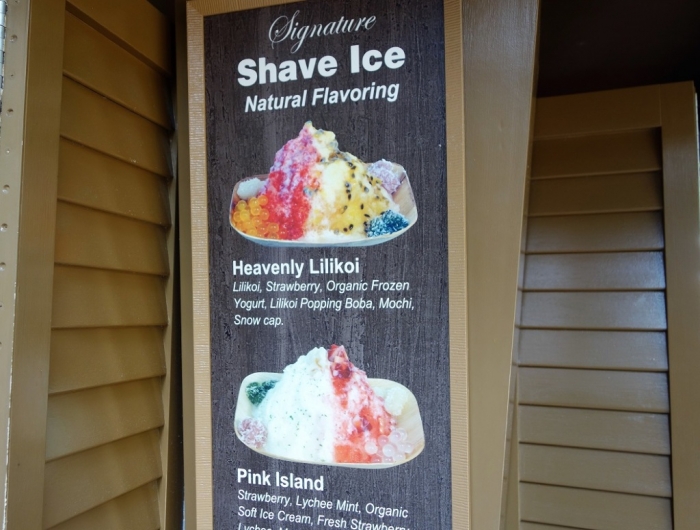 Signature
Shave Ice
Natural Flavoring
Heavenly Lilikoi
Lilikoi, Strawberry, Organic Frozen
Yogurt, Lilikoi Popping Boba, Mochi,
Snow cap.
Pink Island
Strawberry, Lychee Mint, Organic
Soft Ice Cream, Fresh Strawberry,
Lychee